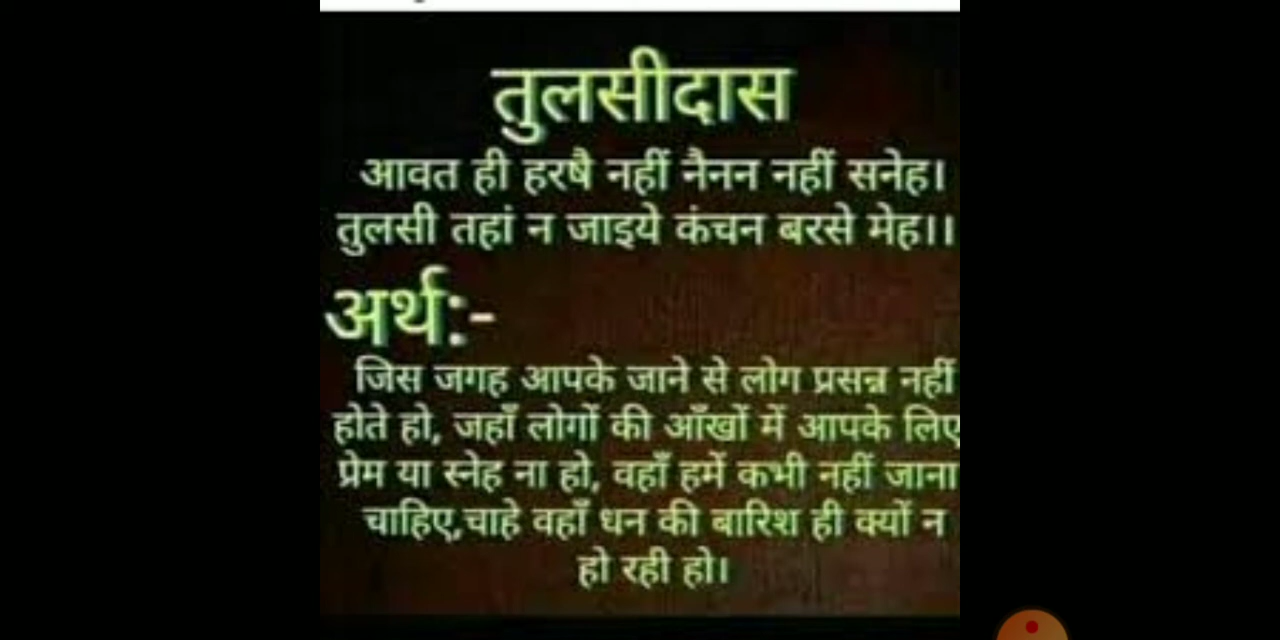 तुलसीदास
आवत ही हरषै नहीं नैनन नहीं सनेह।
तुलसी तहां न जाइये कंचन बरसे मेह।।
अर्थ:-
जिस जगह आपके जाने से लोग प्रसन्न नहीं
होते हो, जहाँ लोगों की आँखों में आपके लिए
प्रेम या स्नेह ना हो, वहाँ हमें कभी नहीं जाना
चाहिए,चाहे वहाँ धन की बारिश ही क्यों न
हो रही हो।